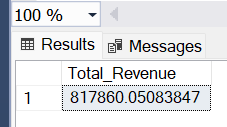 100 %
Results Messages
Total_Revenue
1 817860.05083847